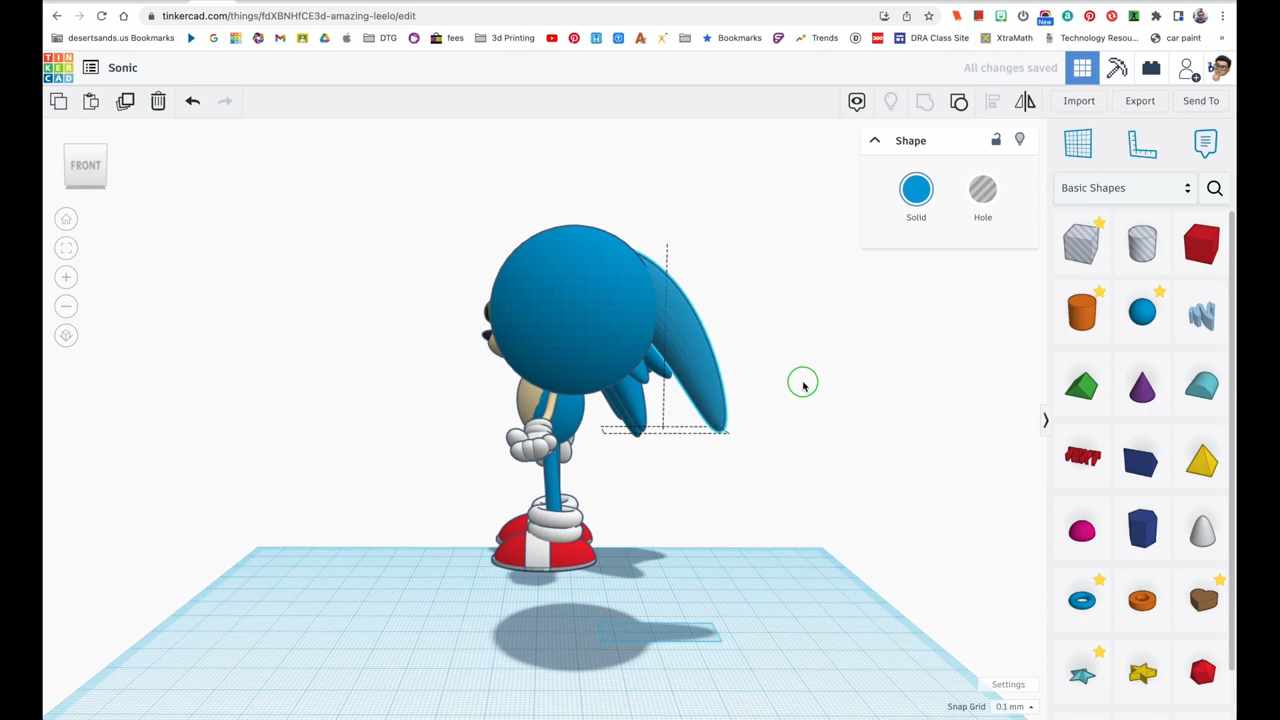 tinkercad.com/things/fdXBNHfCE3d-amazing-leelo/edit
New
desertsands.us Bookmarks
DTG
fees
3d Printing
Bookmarks
Trends
DRA Class Site
XtraMath
Technology Resou...
car paint
»
TIN
KER
CAD
Sonic
All changes saved
Import
Export
Send To
FRONT
Shape
Solid
Hole
Basic Shapes
TEXT
Settings
Snap Grid
0.1 mm